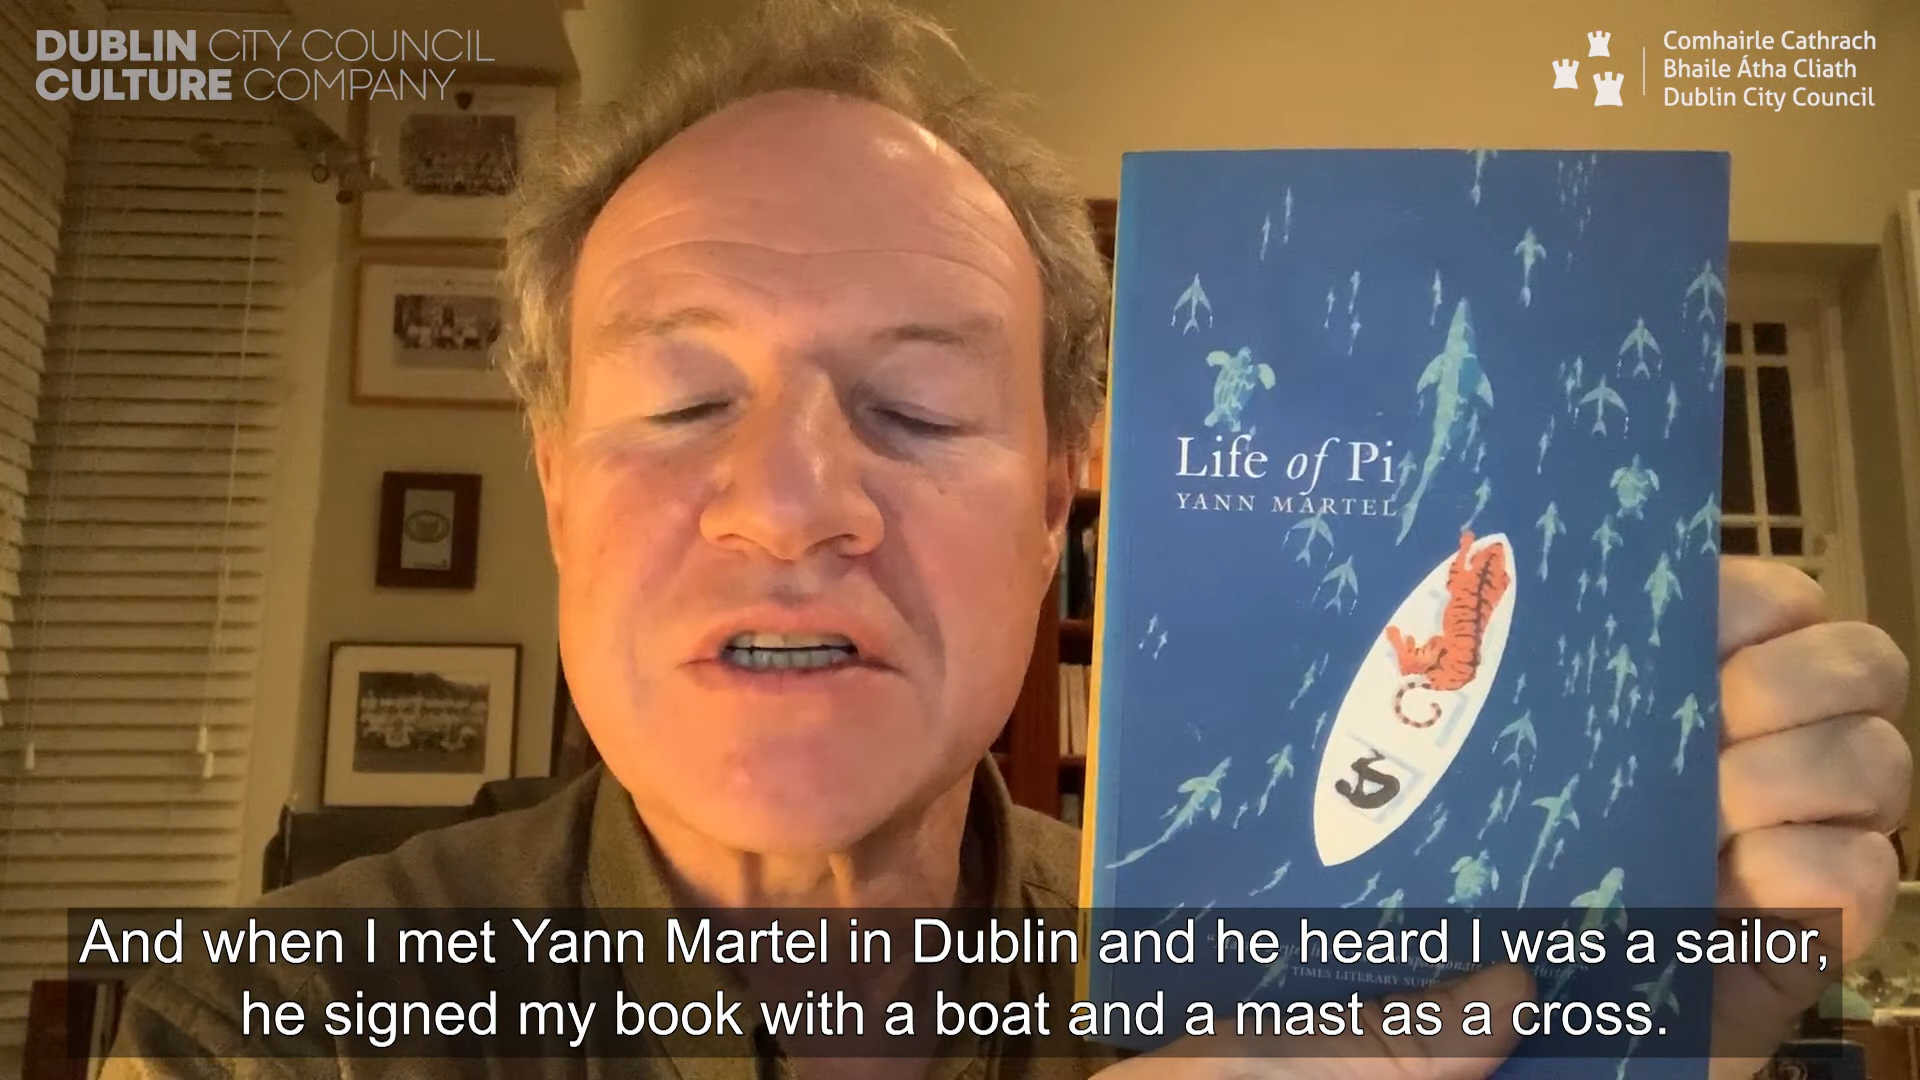 DUBLIN CITY COUNCIL
CULTURE COMPANY
Comhairle Cathrach
Bhaile Átha Cliath
Dublin City Council
Life of Pi
YANN MARTEL
TIMES LITERARY
And when I met Yann Martel in Dublin and he heard I was a sailor,
he signed my book with a boat and a mast as a cross.